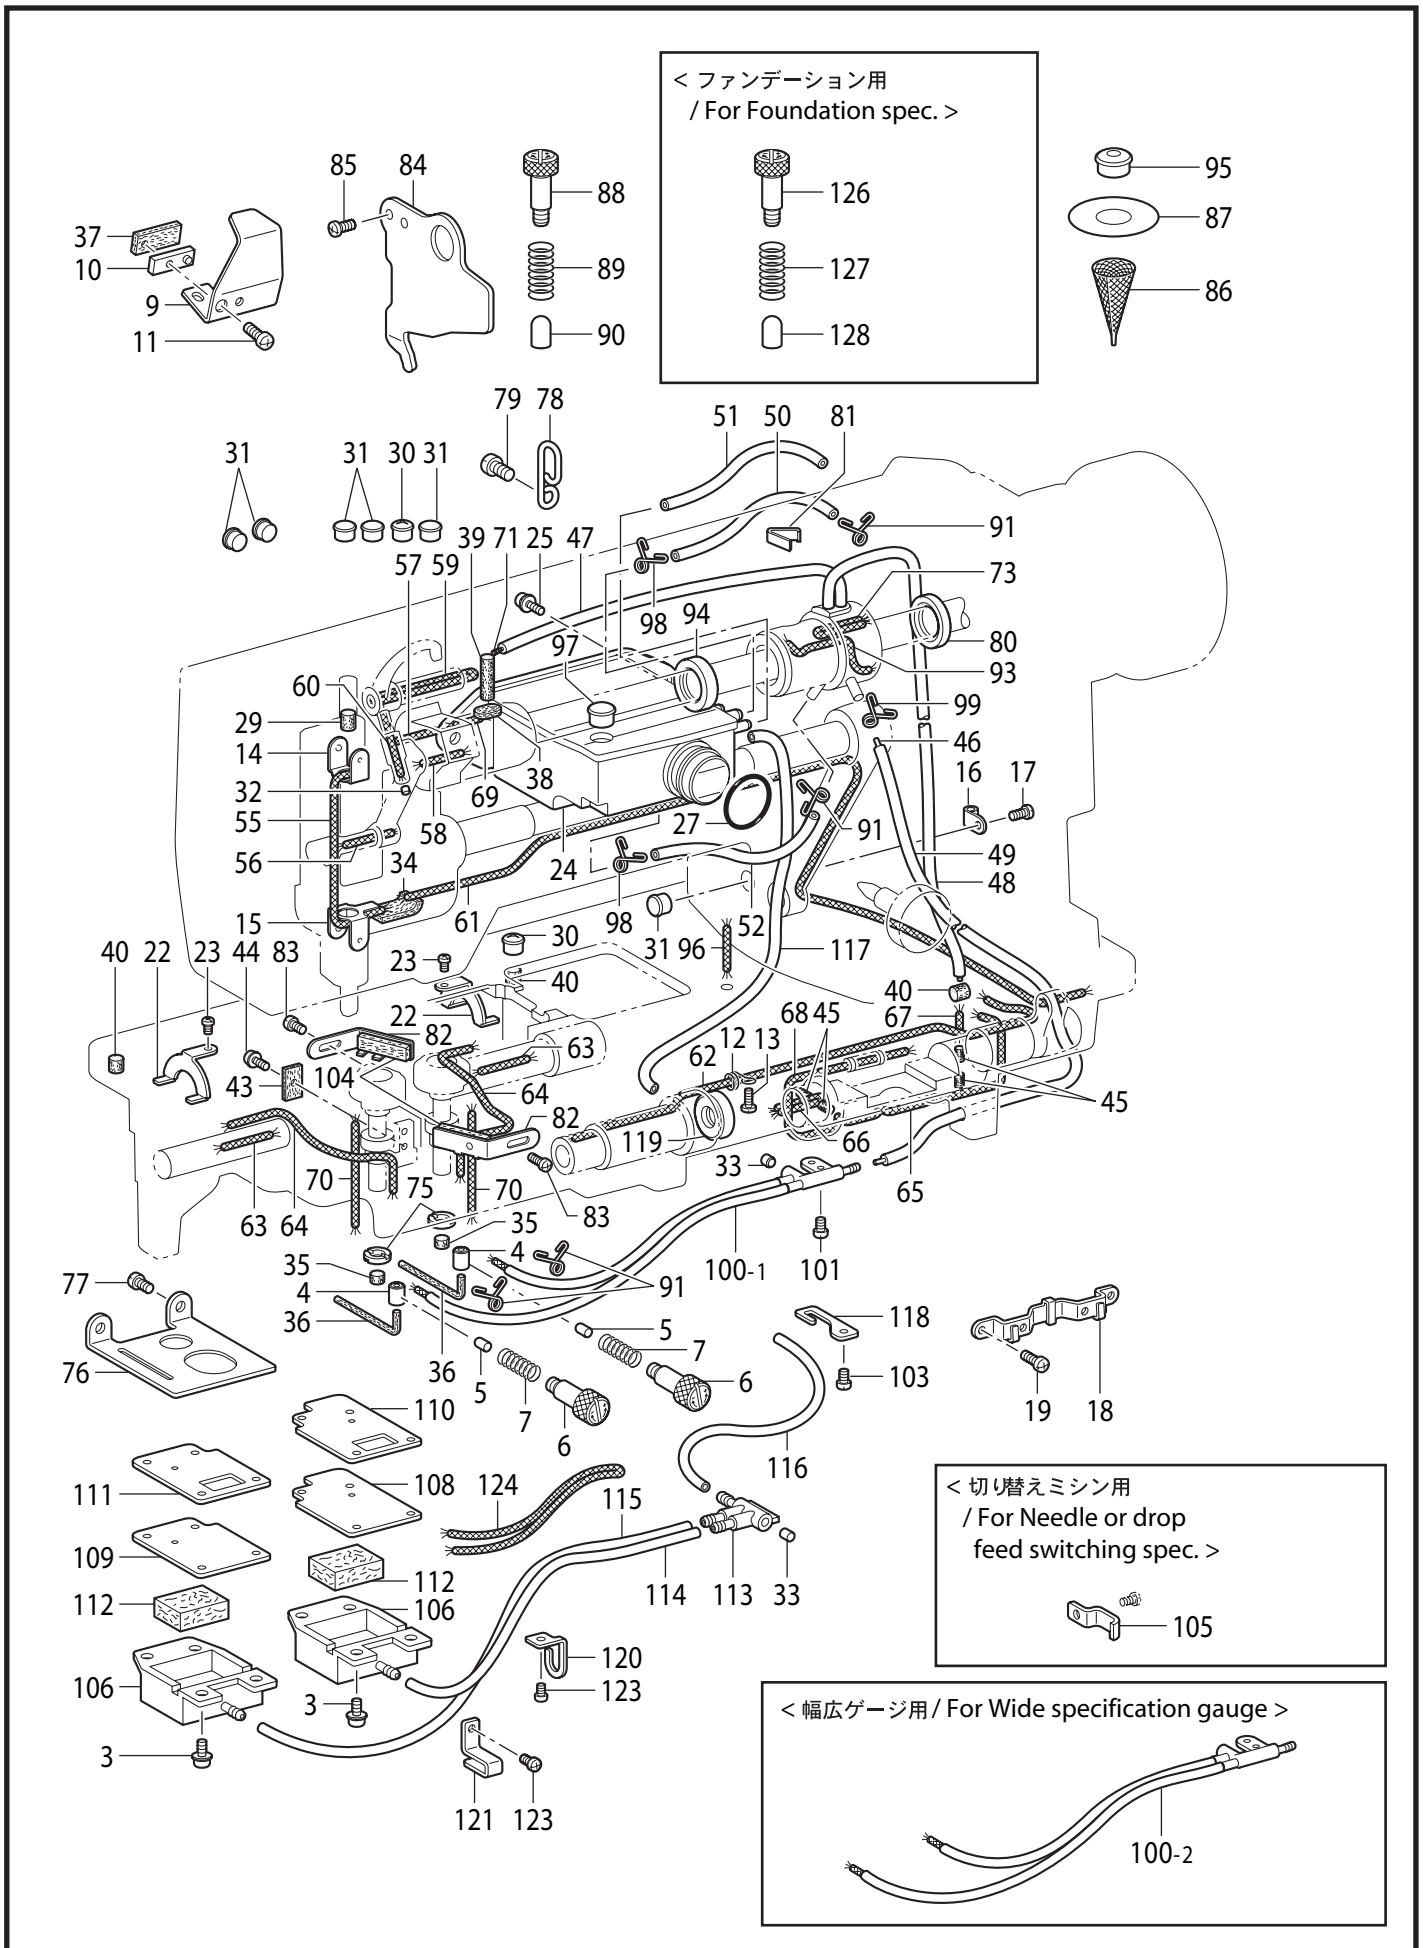 < ファンデーション用
/ For Foundation spec. >
85 84
88 126 95
37 87
10 89 127 86
9
11 90 128
79 78 51 50 81
31 31 30 31
39 71 47 25 91
57 59 73
98 94
97 80
60 93
29 99
14 46
16 17
32 69 38
55 58 27 91
56 34 24 49
61 98 48
15 52
30 31 96 117
40 22 23 44 83 23 40
40
22 67
82 68 45
63 62 12 13
43 104 64 45
82
119 66
33
70 75 70 65
63 64 83
35
4 100-1 101
35 91
77 4
36 5 118
7
76 36 5 6 103
7 19 18
110 6
116
111 108 124 115
< 切り替えミシン用
/ For Needle or drop
feed switching spec. >
109
112 112 114 113 33
106 105
106 120
3 123
< 幅広ゲージ用 / For Wide specification gauge >
3
121 123
100-2